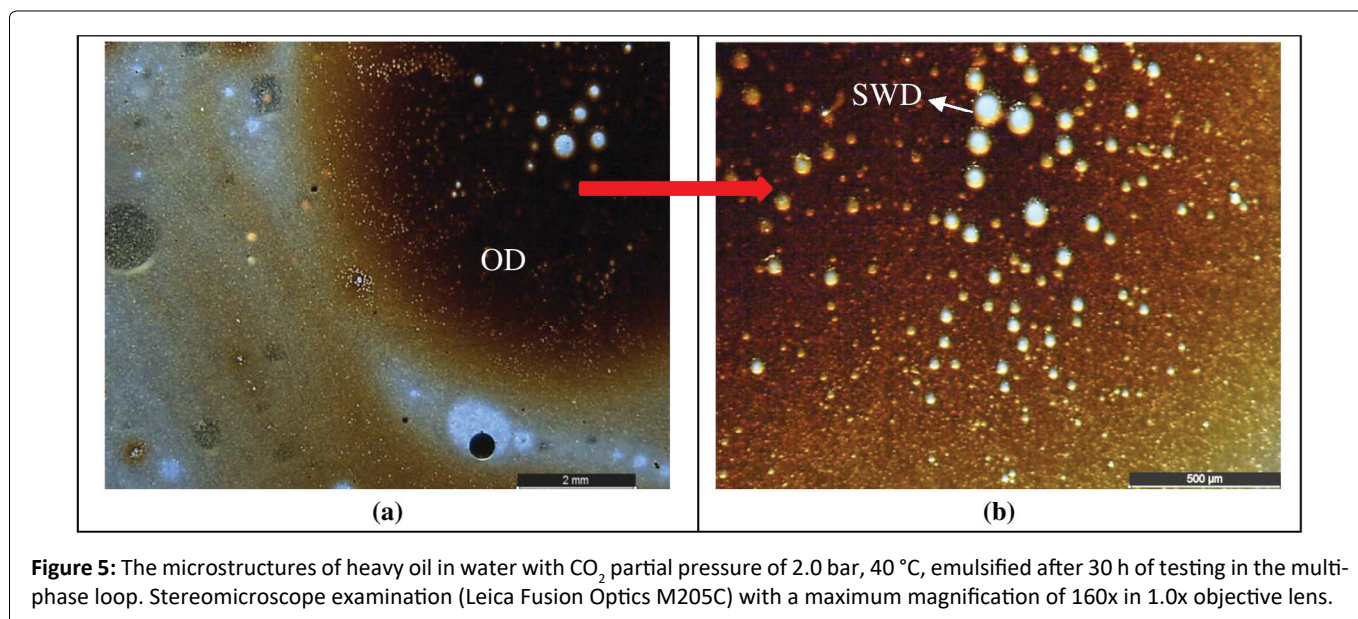 SWD
OD
2 mm
500 µm
(a)
(b)
Figure 5: The microstructures of heavy oil in water with CO2 partial pressure of 2.0 bar, 40 °C, emulsified after 30 h of testing in the multi-
phase loop. Stereomicroscope examination (Leica Fusion Optics M205C) with a maximum magnification of 160x in 1.0x objective lens.